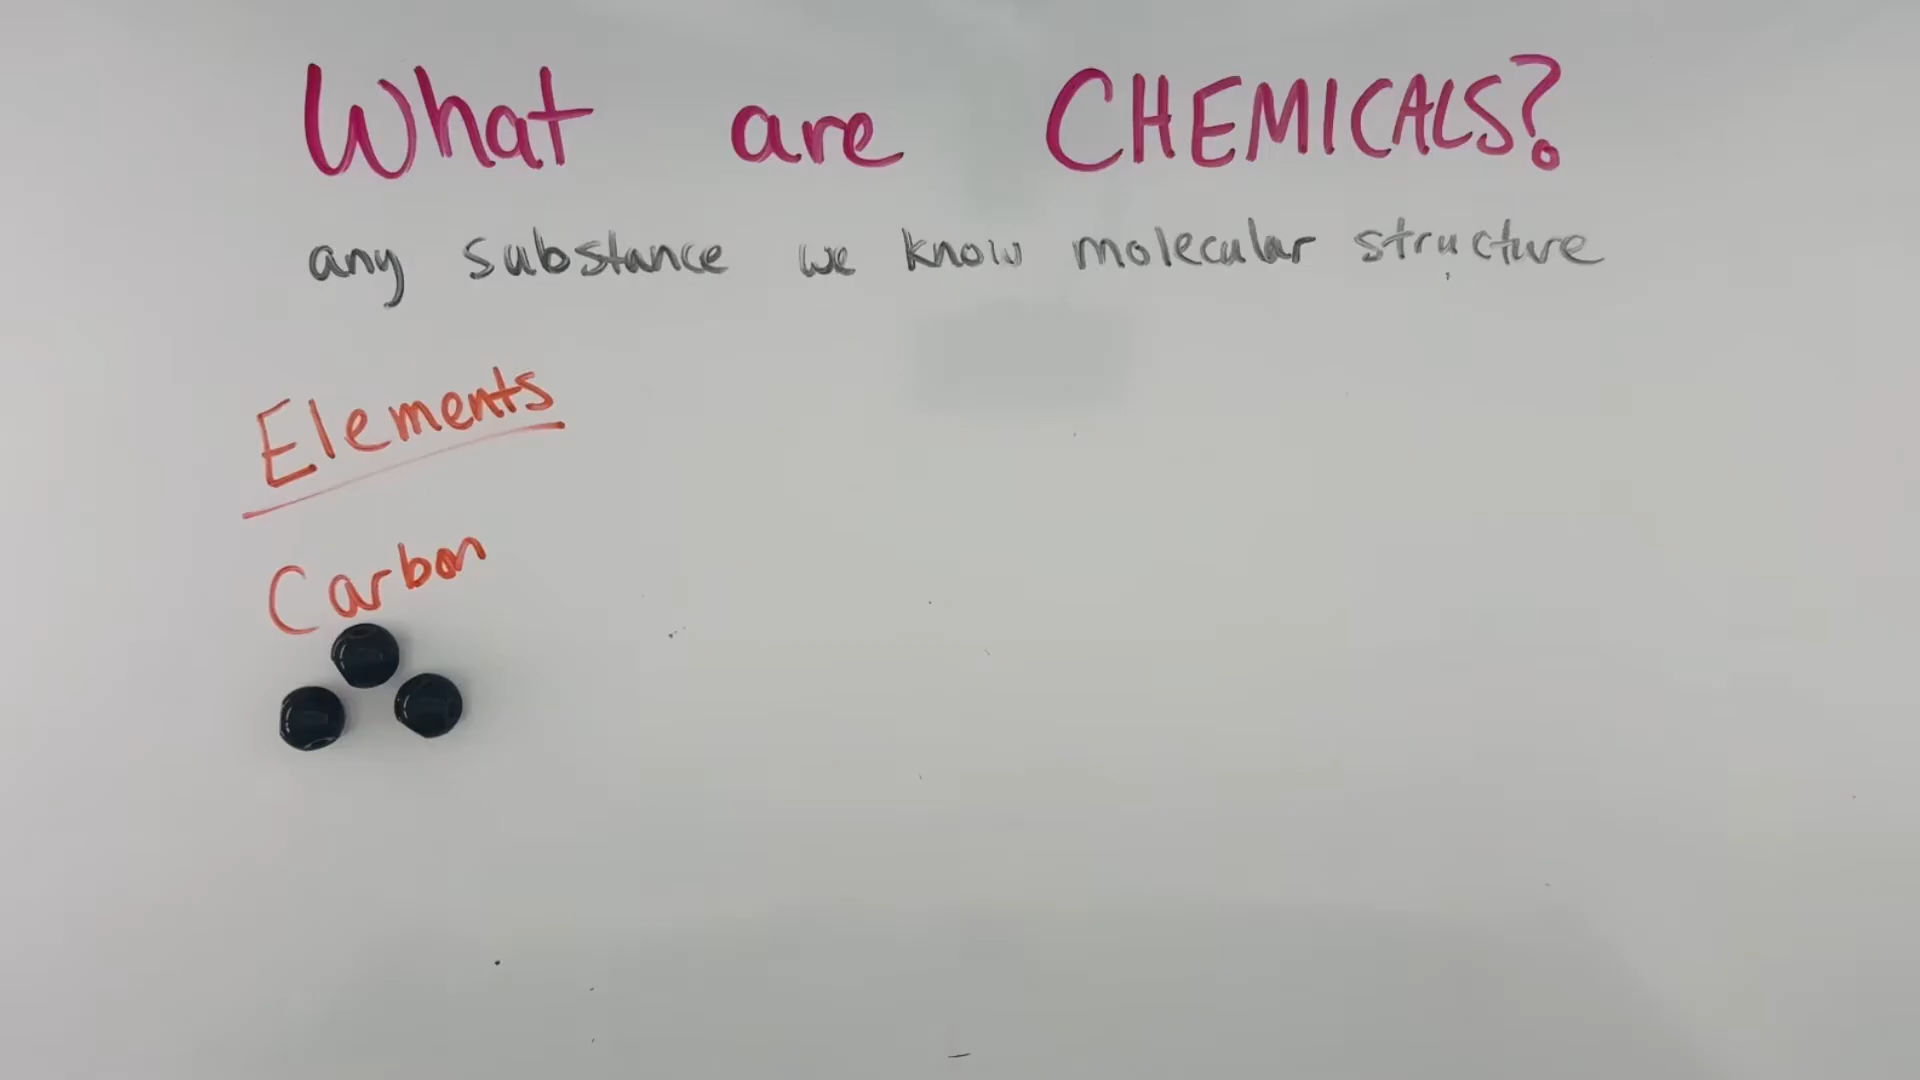 What are CHEMICALS?
any substance we know molecular structure
Elements
Carbon